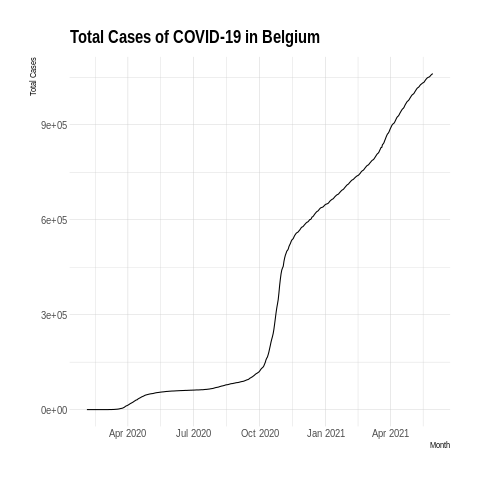 Total Cases of COVID-19 in Belgium
Total Cases
9e+05
6e+05
3e+05
0e+00
Apr 2020 Jul 2020 Oct 2020 Jan 2021 Apr 2021
Month